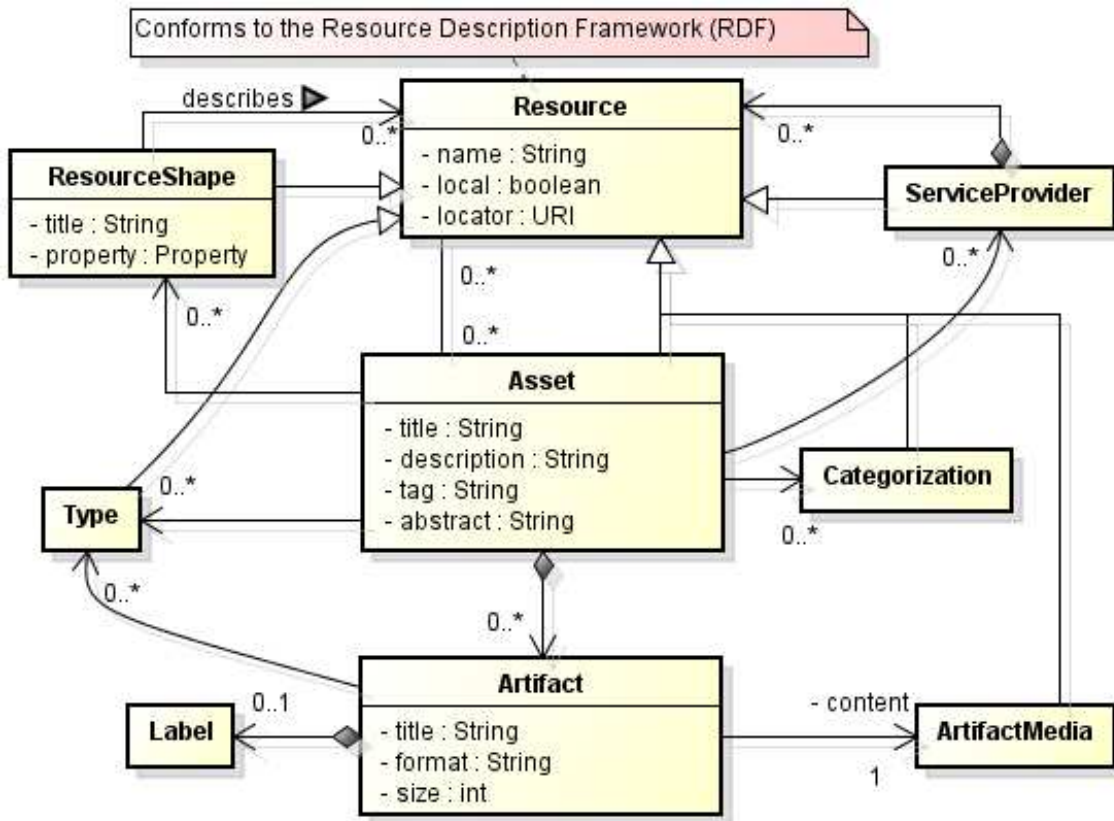 Conforms to the Resource Description Framework (RDF)
describes
Resource
0..*
0..*
- name : String
- local : boolean
- locator : URI
ResourceShape
- title : String
- property : Property
ServiceProvider
0..*
0..*
0..*
0..*
Asset
- title : String
- description : String
- tag : String
- abstract : String
Categorization
0..*
0..*
Type
0..*
0..*
Artifact
- title : String
- format : String
- size : int
0..1
Label
- content
ArtifactMedia
1